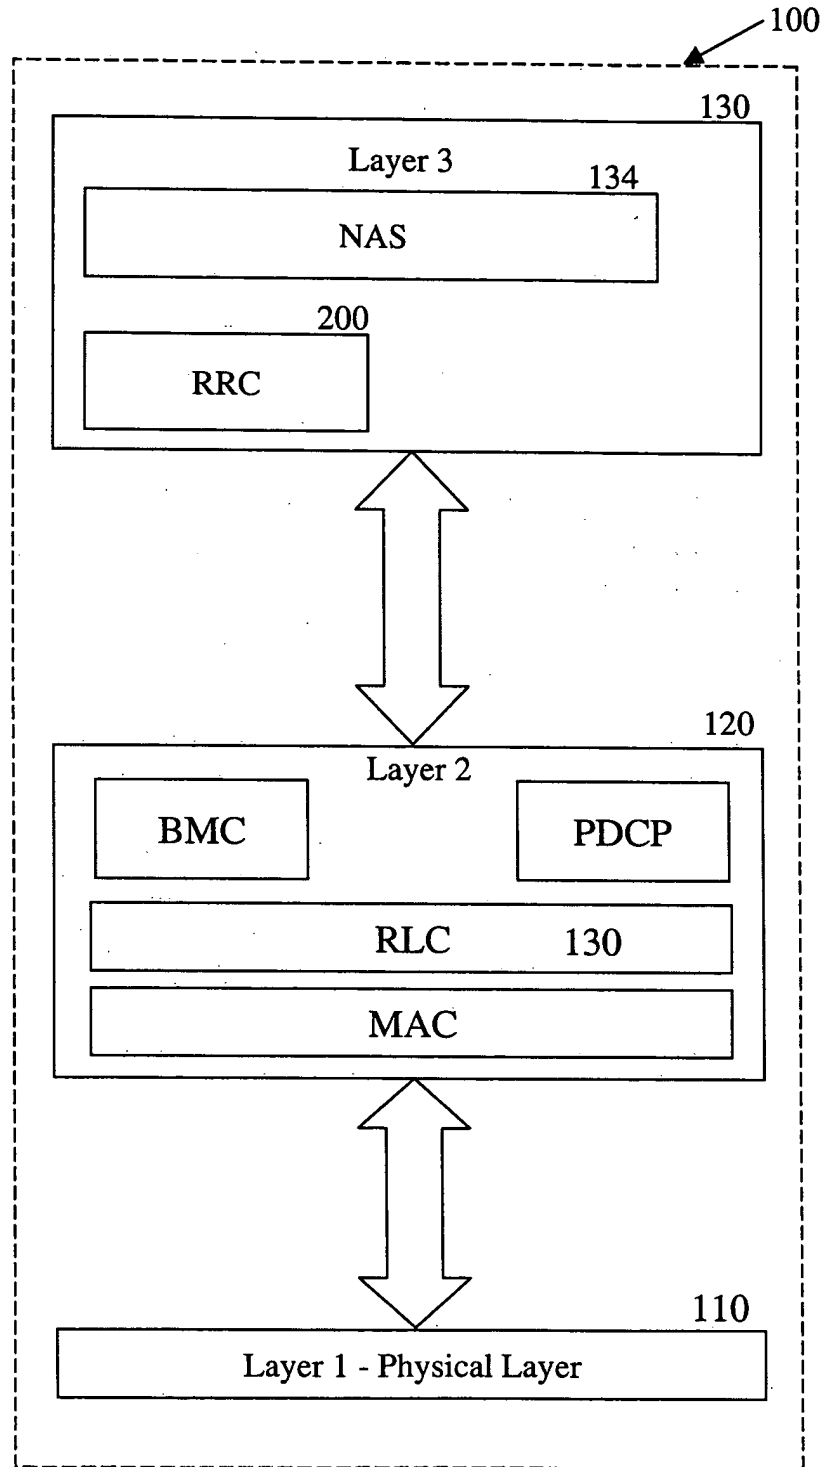 100
130
Layer 3
134
NAS
200
RRC
120
Layer 2
BMC
PDCP
RLC 130
MAC
110
Layer 1 - Physical Layer